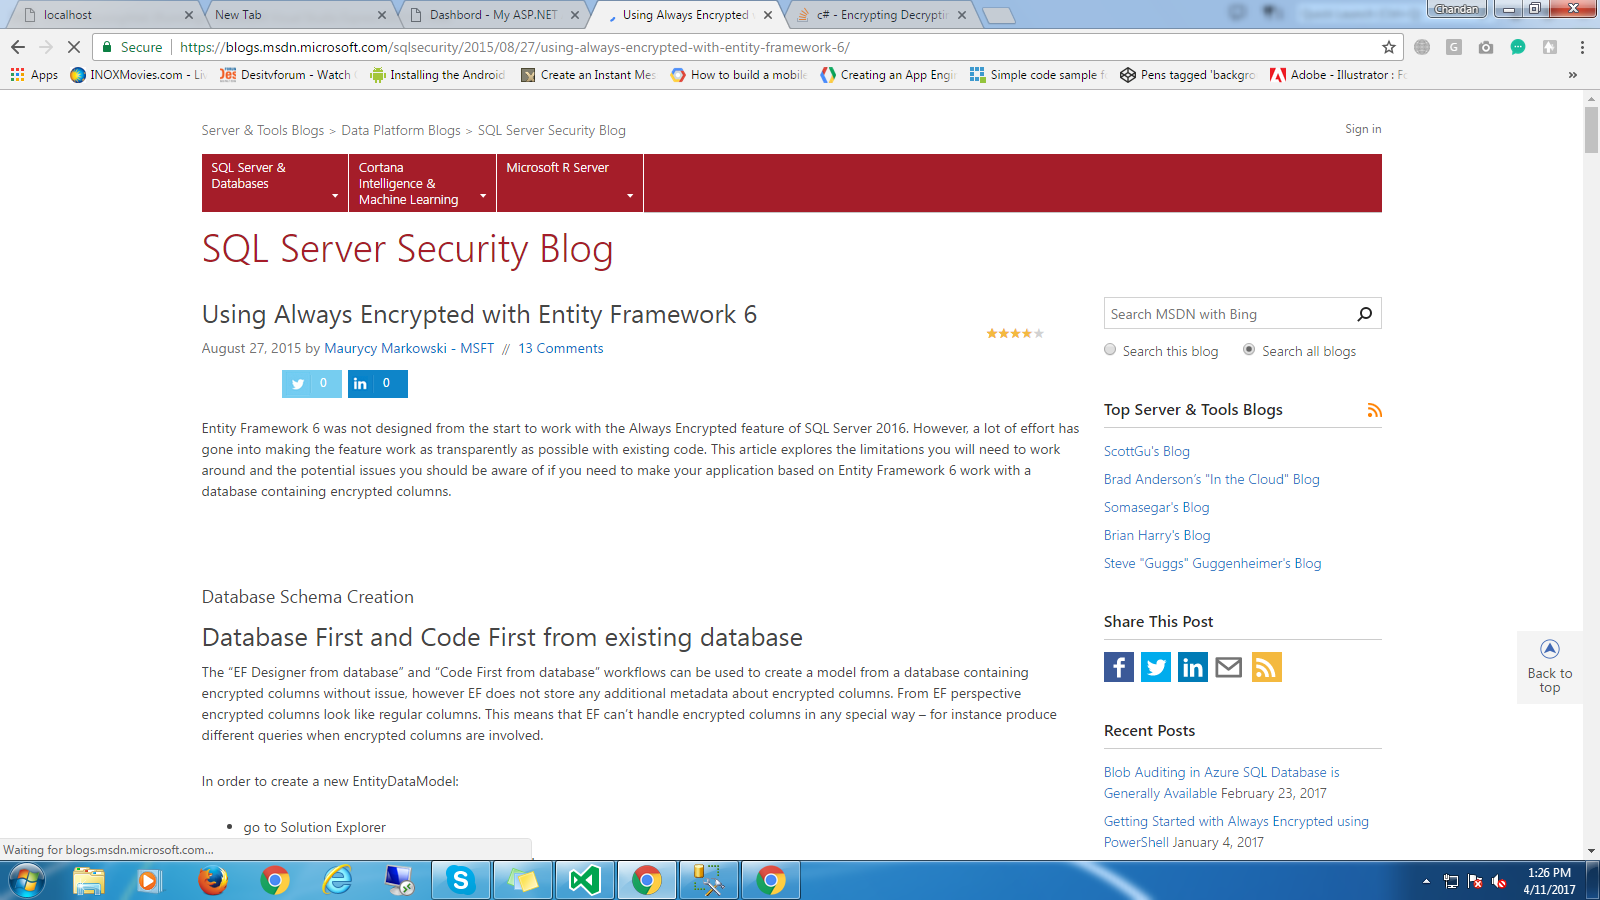 localhost
New Tab
Dashbord - My ASP.NET
Using Always Encrypted
c# - Encrypting Decryptin
Chandan
Secure https://blogs.msdn.microsoft.com/sqlsecurity/2015/08/27/using-always-encrypted-with-entity-framework-6/
Apps INOXMovies.com - Li Desitvforum - Watch Installing the Android Create an Instant Mes How to build a mobile Creating an App Engi Simple code sample f Pens tagged 'backgro Adobe - Illustrator : Fo »
Server & Tools Blogs > Data Platform Blogs > SQL Server Security Blog
Sign in
SQL Server &
Databases
Cortana
Intelligence &
Machine Learning
Microsoft R Server
SQL Server Security Blog
Using Always Encrypted with Entity Framework 6
August 27, 2015 by Maurycy Markowski - MSFT // 13 Comments
0
in 0
Entity Framework 6 was not designed from the start to work with the Always Encrypted feature of SQL Server 2016. However, a lot of effort has
gone into making the feature work as transparently as possible with existing code. This article explores the limitations you will need to work
around and the potential issues you should be aware of if you need to make your application based on Entity Framework 6 work with a
database containing encrypted columns.
Database Schema Creation
Database First and Code First from existing database
The “EF Designer from database” and “Code First from database” workflows can be used to create a model from a database containing
encrypted columns without issue, however EF does not store any additional metadata about encrypted columns. From EF perspective
encrypted columns look like regular columns. This means that EF can’t handle encrypted columns in any special way – for instance produce
different queries when encrypted columns are involved.
In order to create a new EntityDataModel:
• go to Solution Explorer
Search MSDN with Bing
Search this blog
Search all blogs
Top Server & Tools Blogs
ScottGu's Blog
Brad Anderson’s "In the Cloud" Blog
Somasegar's Blog
Brian Harry's Blog
Steve "Guggs" Guggenheimer's Blog
Share This Post
Back to
top
Recent Posts
Blob Auditing in Azure SQL Database is
Generally Available February 23, 2017
Getting Started with Always Encrypted using
PowerShell January 4, 2017
Waiting for blogs.msdn.microsoft.com...
1:26 PM
4/11/2017